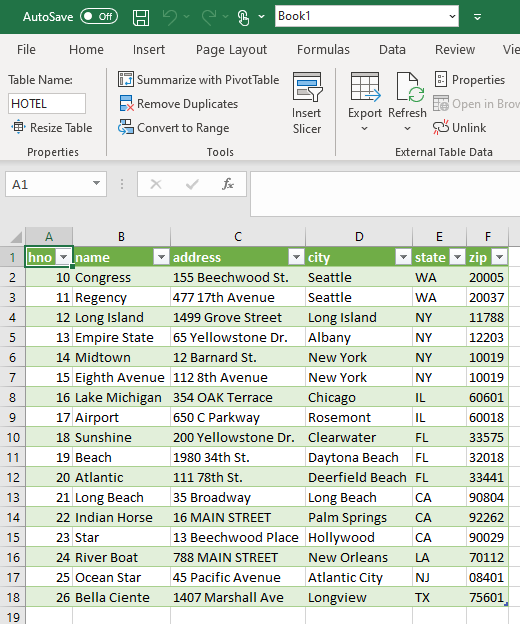 AutoSave Off Book1
File Home Insert Page Layout Formulas Data Review Vie
Table Name: Summarize with PivotTable Properties
HOTEL Remove Duplicates Insert Slicer Export Refresh Open in Brow
Resize Table Convert to Range Unlink
Properties Tools External Table Data
A1 fx
A B C D E F
1 hno name address city state zip
2 10 Congress 155 Beechwood St. Seattle WA 20005
3 11 Regency 477 17th Avenue Seattle WA 20037
4 12 Long Island 1499 Grove Street Long Island NY 11788
5 13 Empire State 65 Yellowstone Dr. Albany NY 12203
6 14 Midtown 12 Barnard St. New York NY 10019
7 15 Eighth Avenue 112 8th Avenue New York NY 10019
8 16 Lake Michigan 354 OAK Terrace Chicago IL 60601
9 17 Airport 650 C Parkway Rosemont IL 60018
10 18 Sunshine 200 Yellowstone Dr. Clearwater FL 33575
11 19 Beach 1980 34th St. Daytona Beach FL 32018
12 20 Atlantic 111 78th St. Deerfield Beach FL 33441
13 21 Long Beach 35 Broadway Long Beach CA 90804
14 22 Indian Horse 16 MAIN STREET Palm Springs CA 92262
15 23 Star 13 Beechwood Place Hollywood CA 90029
16 24 River Boat 788 MAIN STREET New Orleans LA 70112
17 25 Ocean Star 45 Pacific Avenue Atlantic City NJ 08401
18 26 Bella Ciente 1407 Marshall Ave Longview TX 75601
19